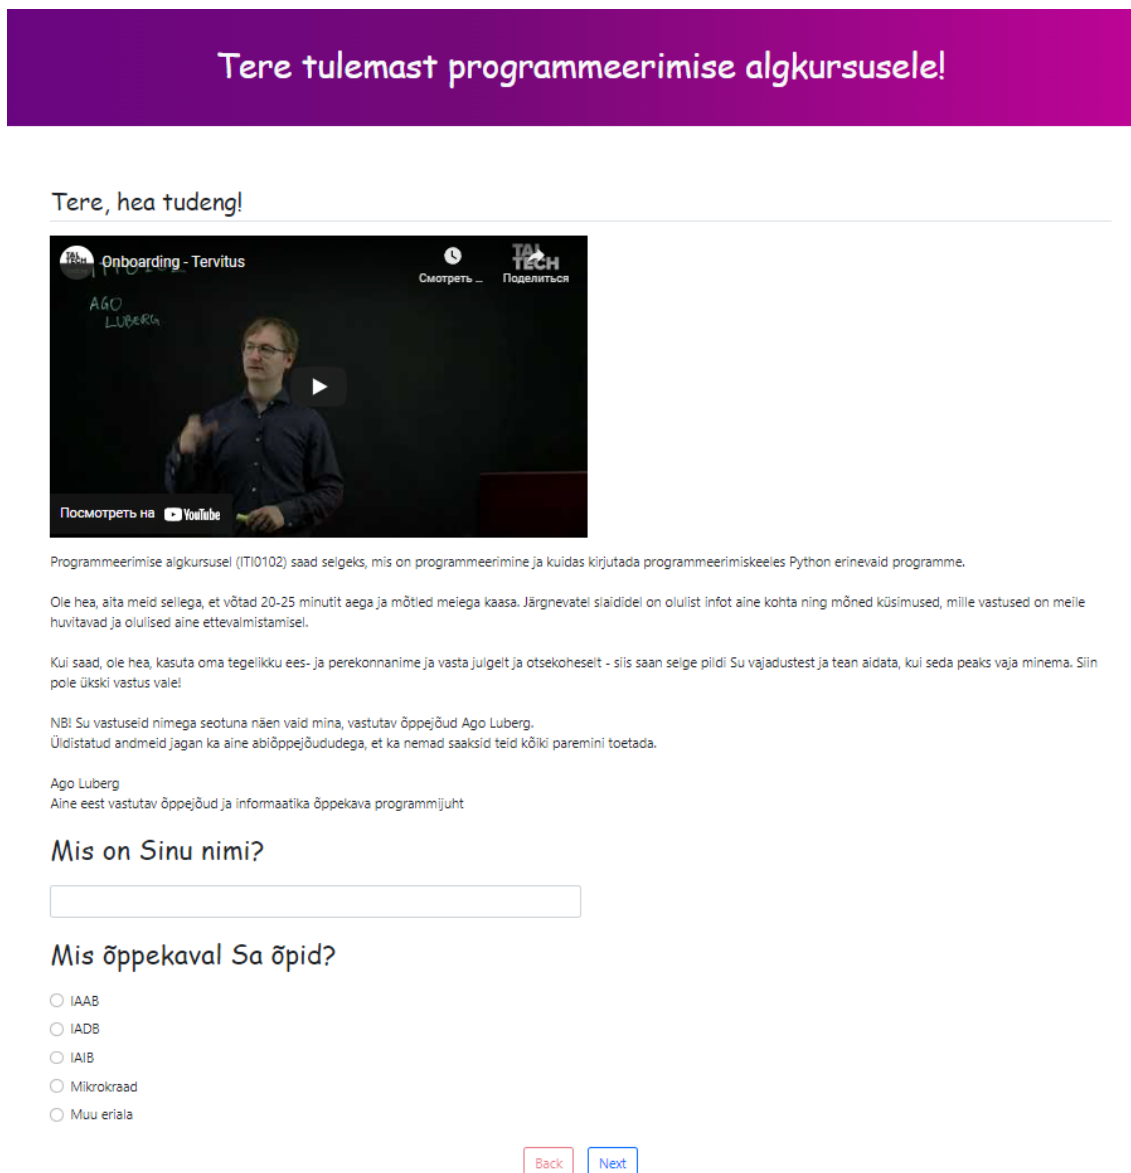 Tere tulemast programmeerimise algkursusele!
Tere, hea tudeng!
TAL TECH
Onboarding - Tervitus
Смотреть ...
Поделиться
TAL
TECH
ITI0102
AGO
LUBERG
Посмотреть на YouTube
Programmeerimise algkursusel (ITI0102) saad selgeks, mis on programmeerimine ja kuidas kirjutada programmeerimiskeeles Python erinevaid programme.
Ole hea, aita meid sellega, et võtad 20-25 minutit aega ja mõtled meiega kaasa. Järgnevatel slaididel on olulist infot aine kohta ning mõned küsimused, mille vastused on meile
huvitavad ja olulised aine ettevalmistamisel.
Kui saad, ole hea, kasuta oma tegelikku ees- ja perekonnanime ja vasta julgelt ja otsekoheselt - siis saan selge pildi Su vajadustest ja tean aidata, kui seda peaks vaja minema. Siin
pole ükski vastus vale!
NB! Su vastuseid nimega seotuna näen vaid mina, vastutav õppejõud Ago Luberg.
Üldistatud andmeid jagan ka aine abiõppejõududega, et ka nemad saaksid teid kõiki paremini toetada.
Ago Luberg
Aine eest vastutav õppejõud ja informaatika õppekava programmijuht
Mis on Sinu nimi?
Mis õppekaval Sa õpid?
IAAB
IADB
IAIB
Mikrokraad
Muu eriala
Back
Next